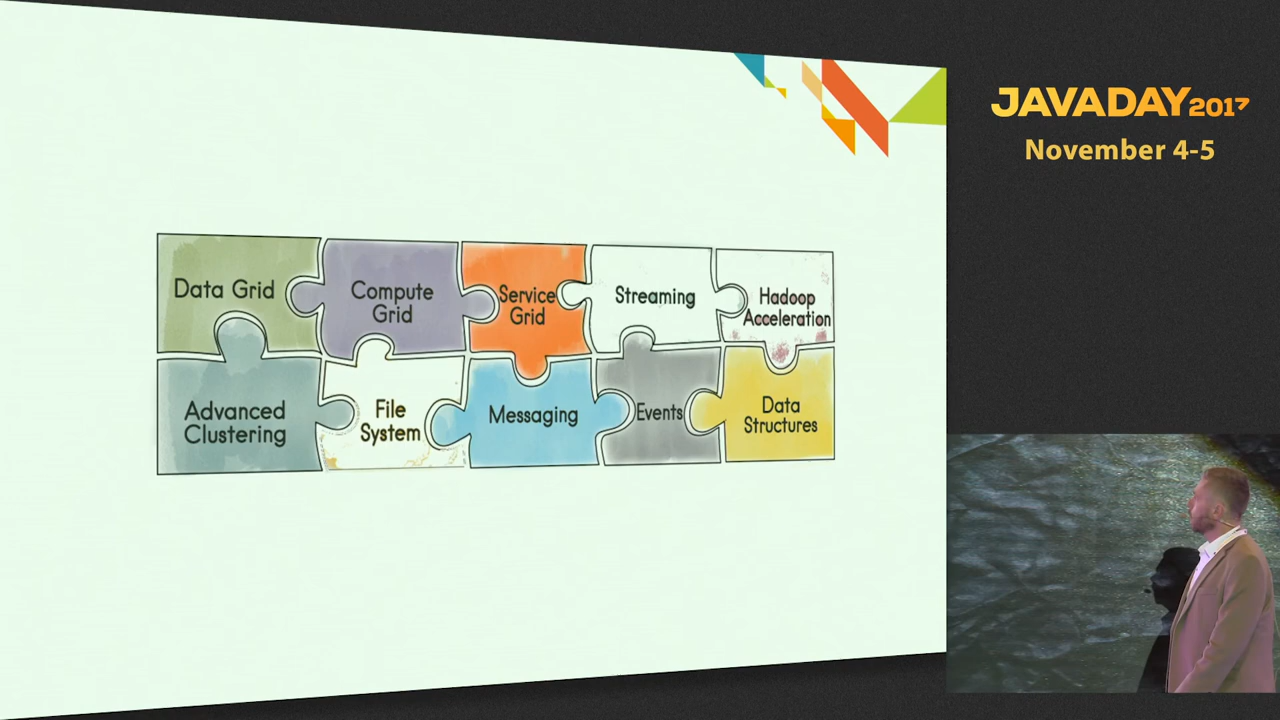 JAVADAY 2017
November 4-5
Data Grid
Compute
Grid
Service
Grid
Streaming
Hadoop
Acceleration
Advanced
Clustering
File
System
Messaging
Events
Data
Structures